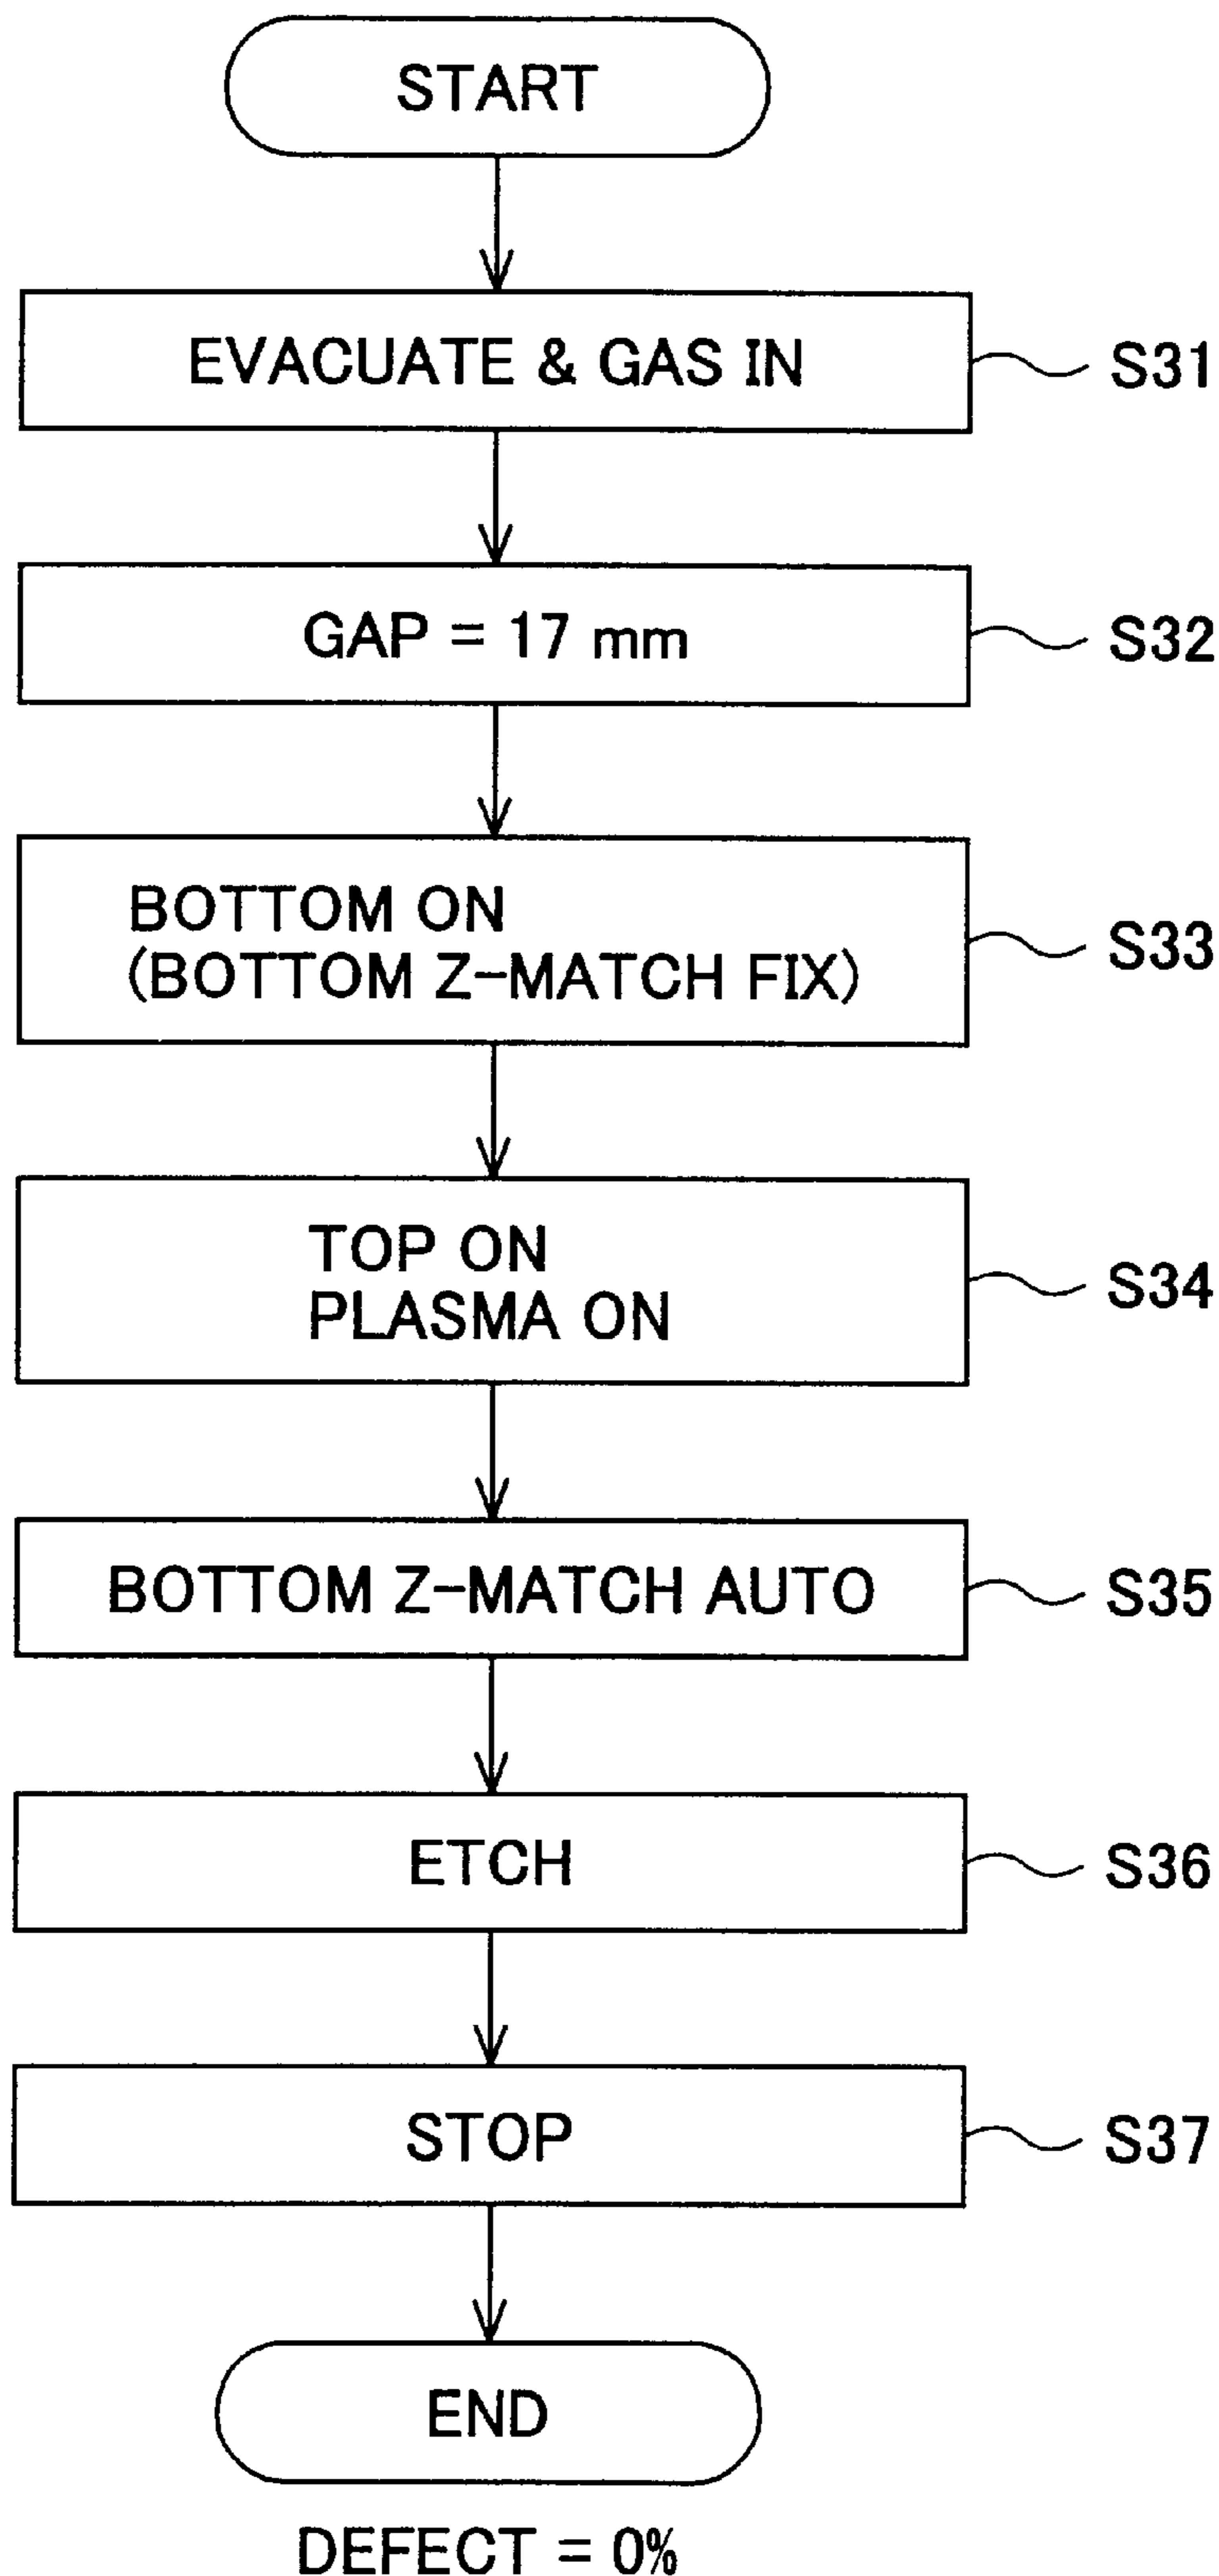 START
EVACUATE & GAS IN
S31
GAP = 17 mm
S32
BOTTOM ON
(BOTTOM Z-MATCH FIX)
S33
TOP ON
PLASMA ON
S34
BOTTOM Z-MATCH AUTO
S35
ETCH
S36
STOP
S37
END
DEFECT = 0%